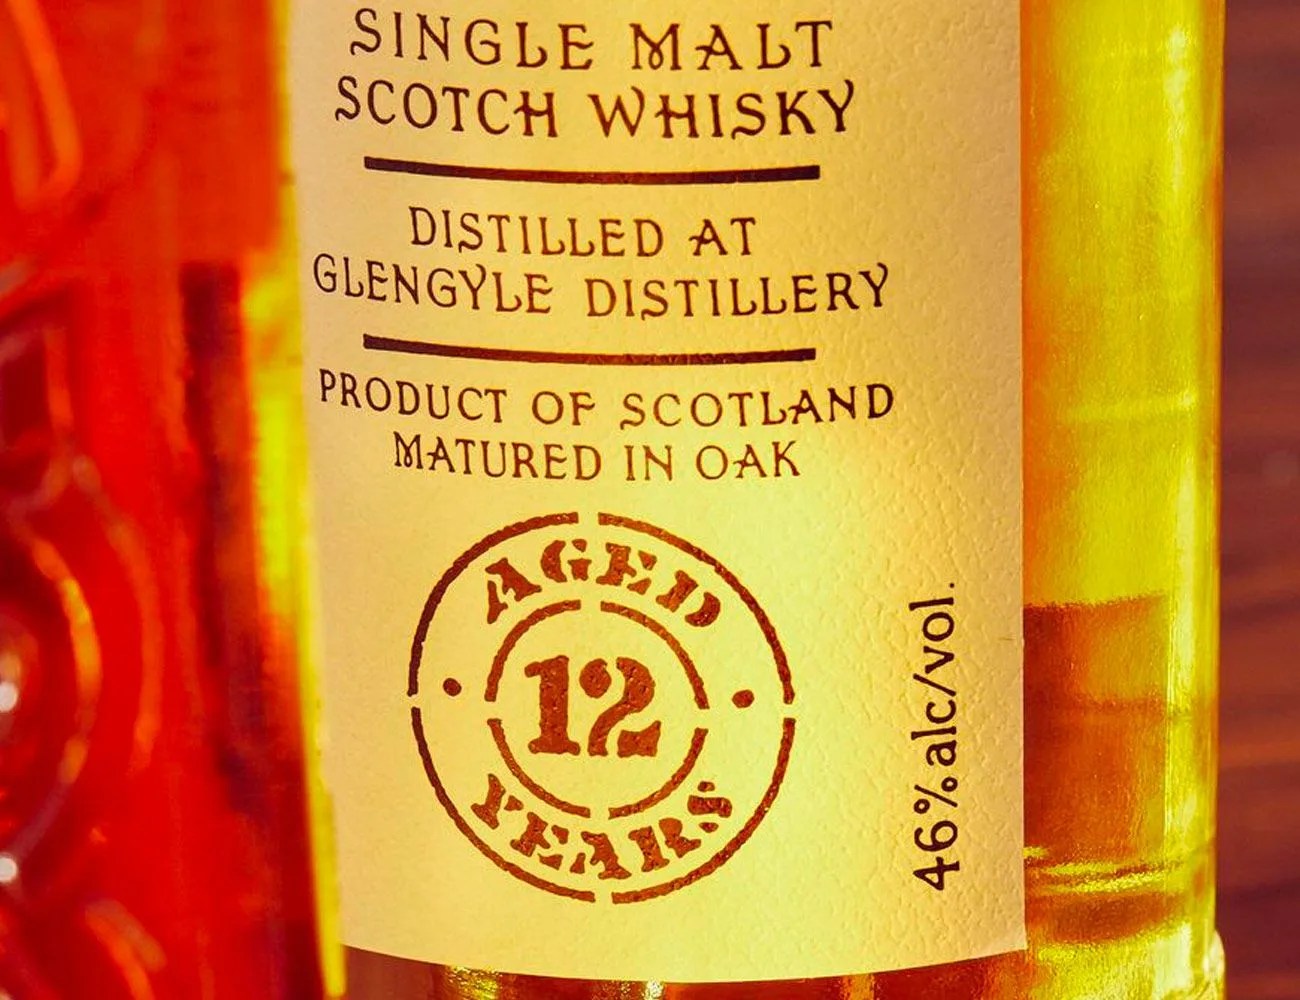 SINGLE MALT
SCOTCH WHISKY
DISTILLED AT
GLENGYLE DISTILLERY
PRODUCT OF SCOTLAND
MATURED IN OAK
AGED
12
YEARS
46%alc/vol.